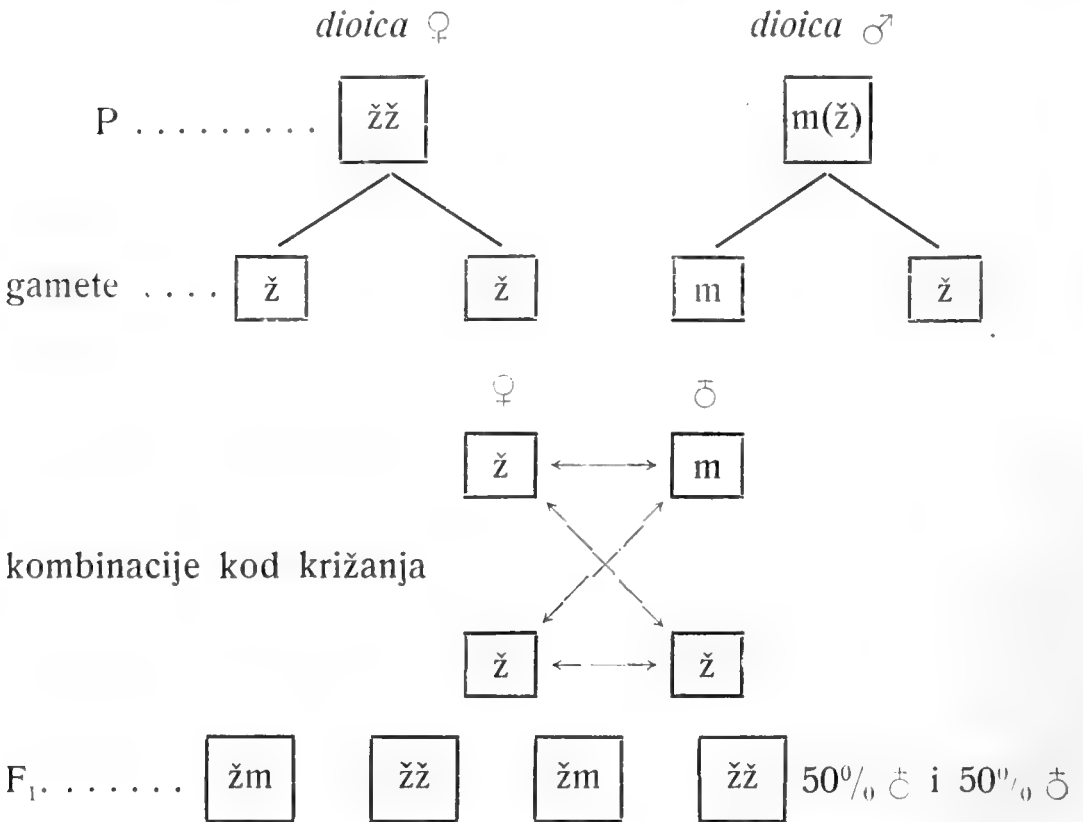 dioica ♀ dioica ♂
P . . . . . . . . . žž m(ž)
gamete . . . . ž ž m ž
♀ ♂
ž m
kombinacije kod križanja
ž ž
F₁. . . . . . . žm žž žm žž 50% i 50%